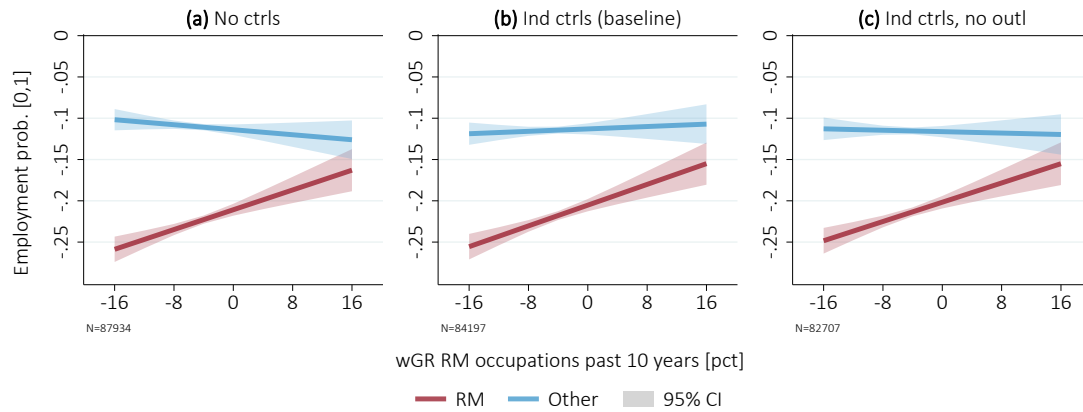 (a) No ctrls
(b) Ind ctrls (baseline)
(c) Ind ctrls, no outl
Employment prob. [0,1]
0
-.05
-.1
-.15
-.2
-.25
-16 -8 0 8 16
N=87934
0
-.05
-.1
-.15
-.2
-.25
-16 -8 0 8 16
N=84197
0
-.05
-.1
-.15
-.2
-.25
-16 -8 0 8 16
N=82707
wGR RM occupations past 10 years [pct]
RM Other 95% CI